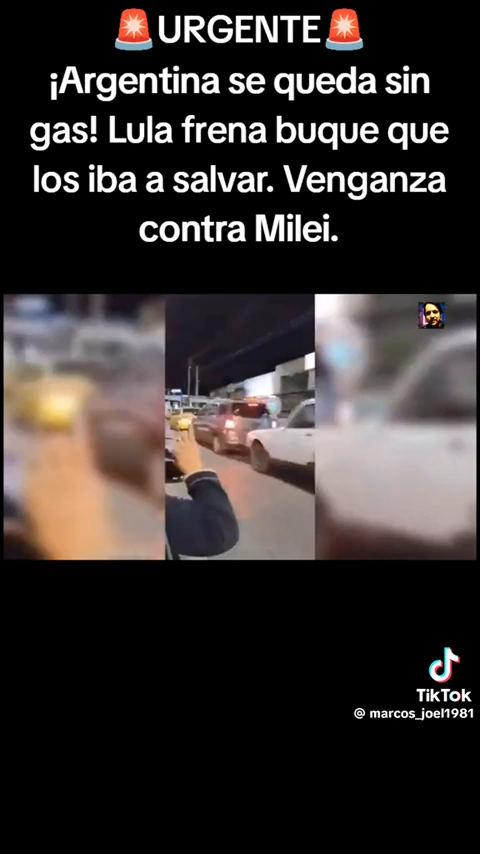 🚨URGENTE🚨
¡Argentina se queda sin
gas! Lula frena buque que
los iba a salvar. Venganza
contra Milei.
TikTok
@ marcos_joel1981